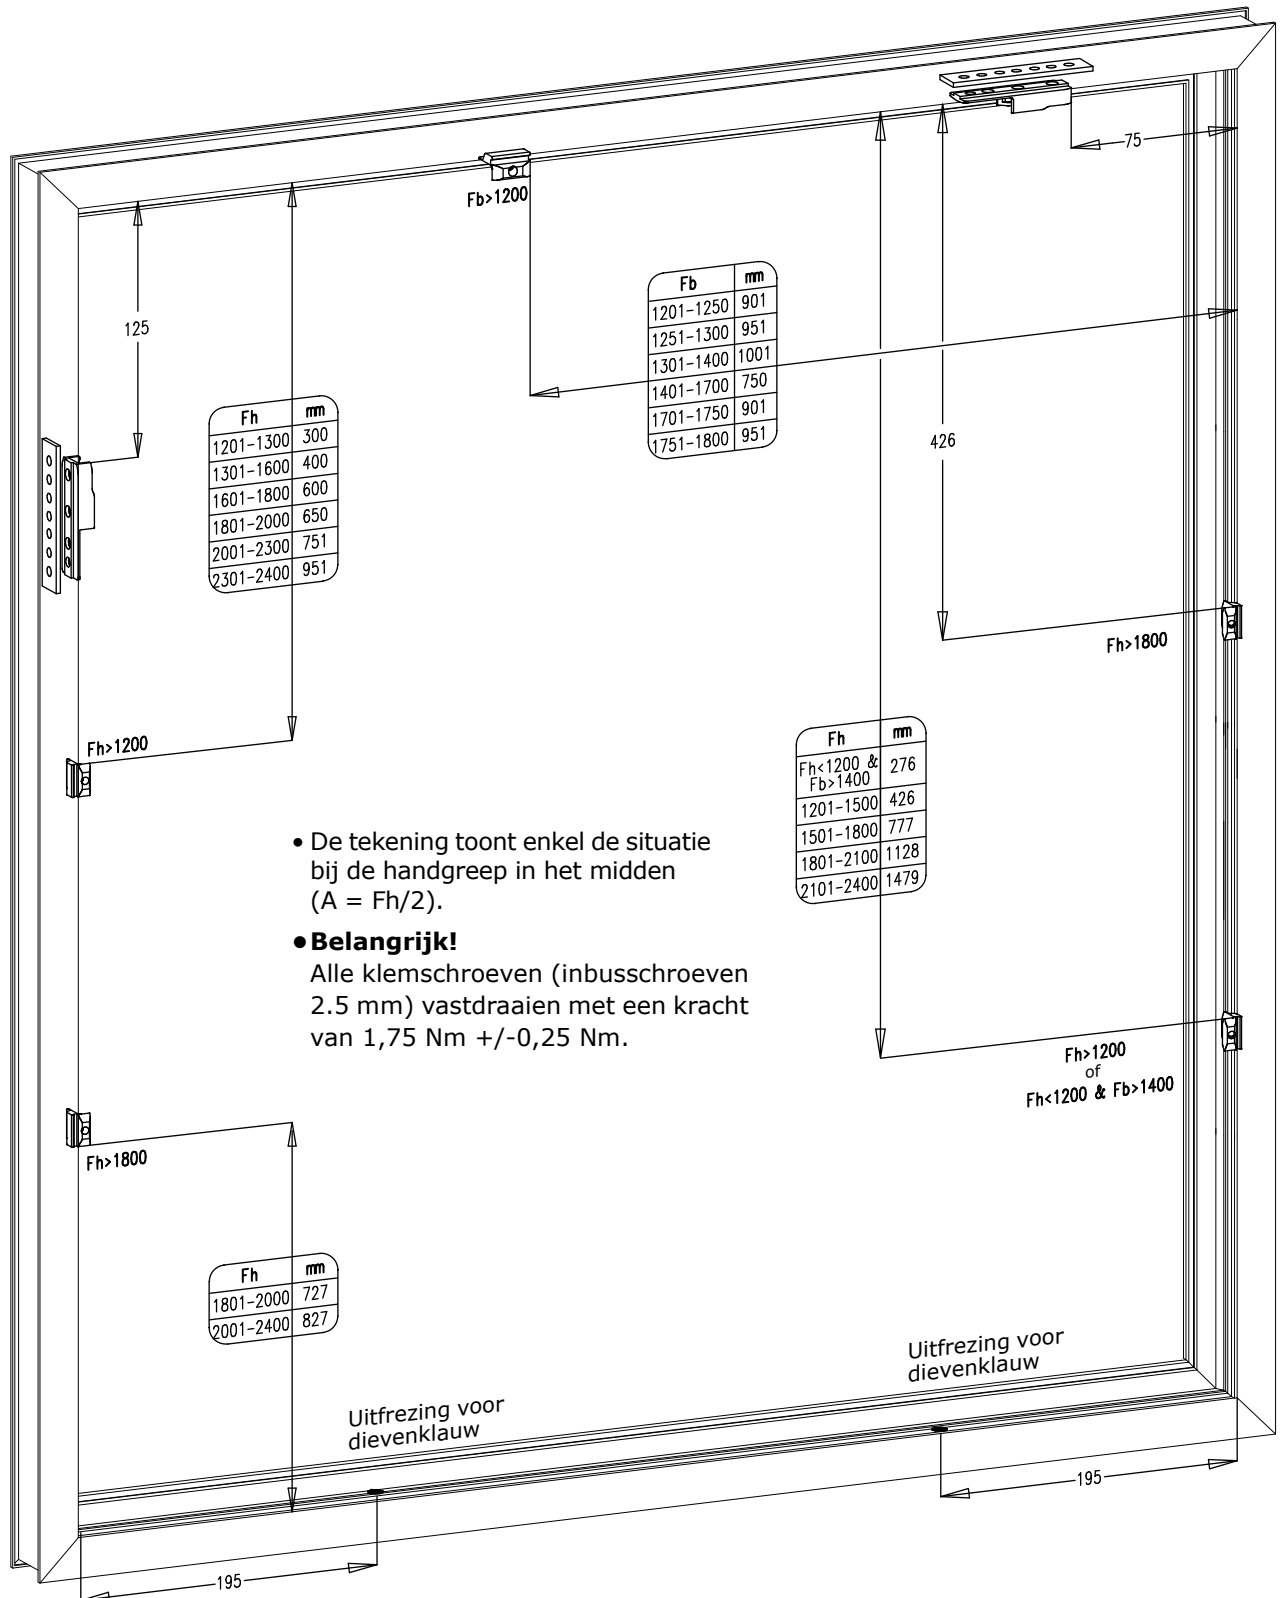 75
Fb>1200
125
Fb mm
1201-1250 901
1251-1300 951
1301-1400 1001
1401-1700 750
1701-1750 901
1751-1800 951
Fh mm
1201-1300 300
1301-1600 400
1601-1800 600
1801-2000 650
2001-2300 751
2301-2400 951
426
Fh>1800
Fh>1200
Fh mm
Fh<1200 & 276
Fb>1400
1201-1500 426
1501-1800 777
1801-2100 1128
2101-2400 1479
• De tekening toont enkel de situatie
bij de handgreep in het midden
(A = Fh/2).
• Belangrijk!
Alle klemschroeven (inbusschroeven
2.5 mm) vastdraaien met een kracht
van 1,75 Nm +/-0,25 Nm.
Fh>1200
of
Fh<1200 & Fb>1400
Fh>1800
Fh mm
1801-2000 727
2001-2400 827
Uitfrezing voor
dievenklauw
Uitfrezing voor
dievenklauw
195
195